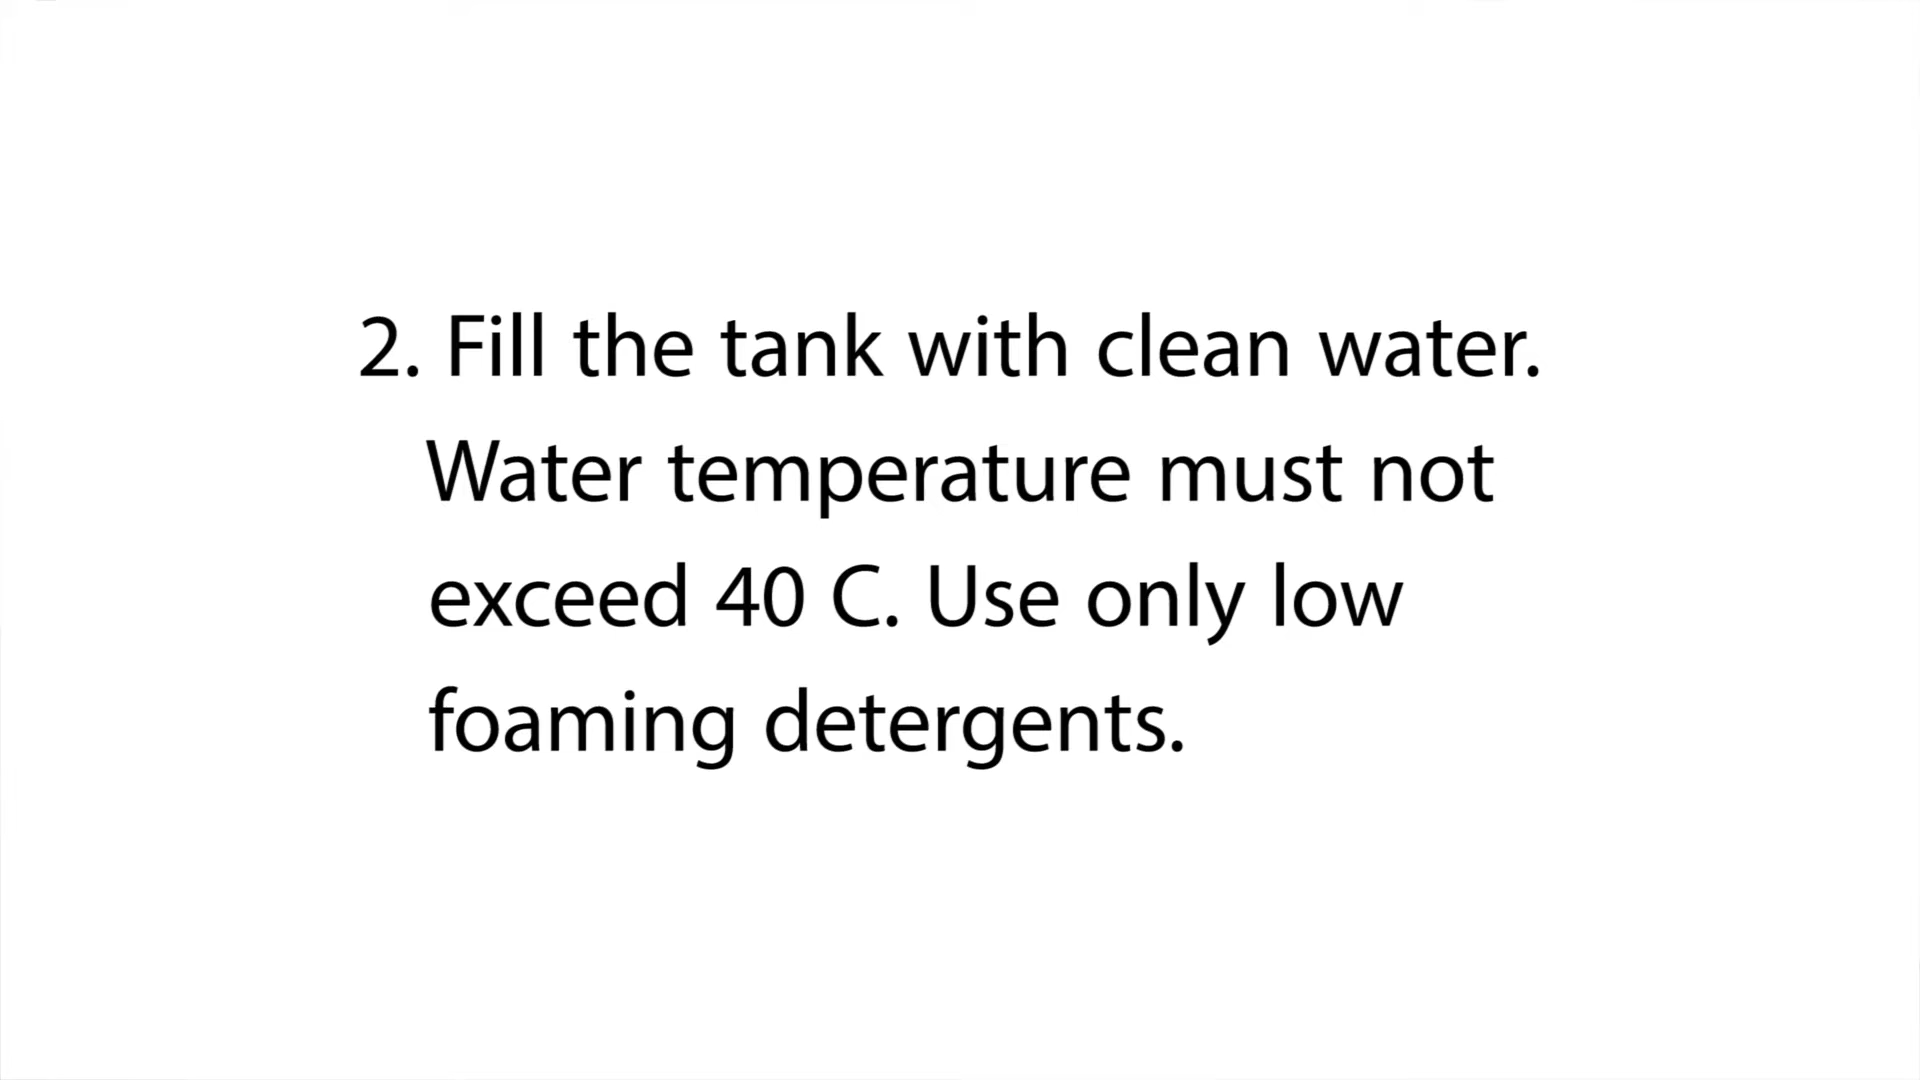 2. Fill the tank with clean water.
Water temperature must not
exceed 40 C. Use only low
foaming detergents.